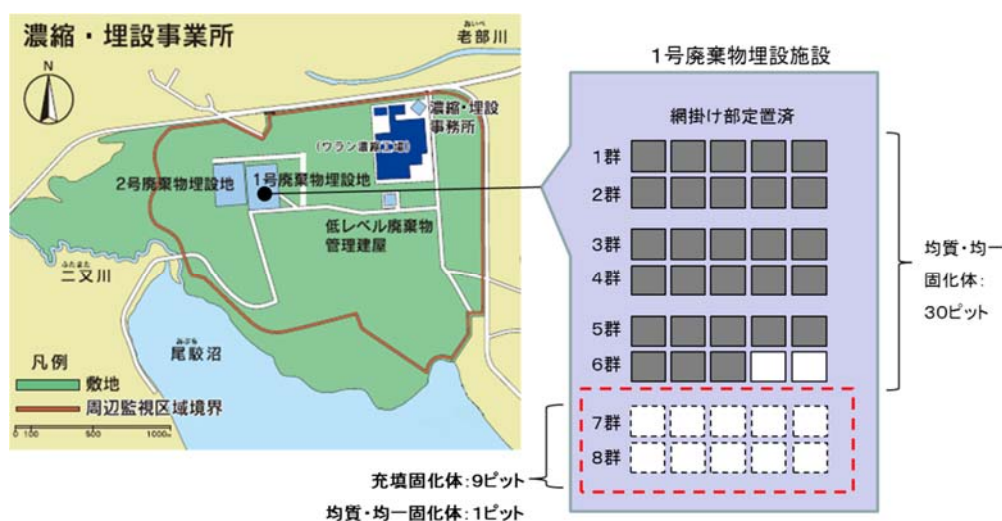 濃縮・埋設事業所
おいべ
老部川
N
濃縮・埋設
事務所
(ウラン濃縮工場)
2号廃棄物埋設地
1号廃棄物埋設地
低レベル廃棄物
管理建屋
ふたまた
二又川
おぶち
尾駮沼
凡例
敷地
周辺監視区域境界
0 100 500 1000m
1号廃棄物埋設施設
網掛け部定置済
1群
2群
3群
4群
5群
6群
7群
8群
均質・均一
固化体:
30ピット
充填固化体:9ピット
均質・均一固化体:1ピット